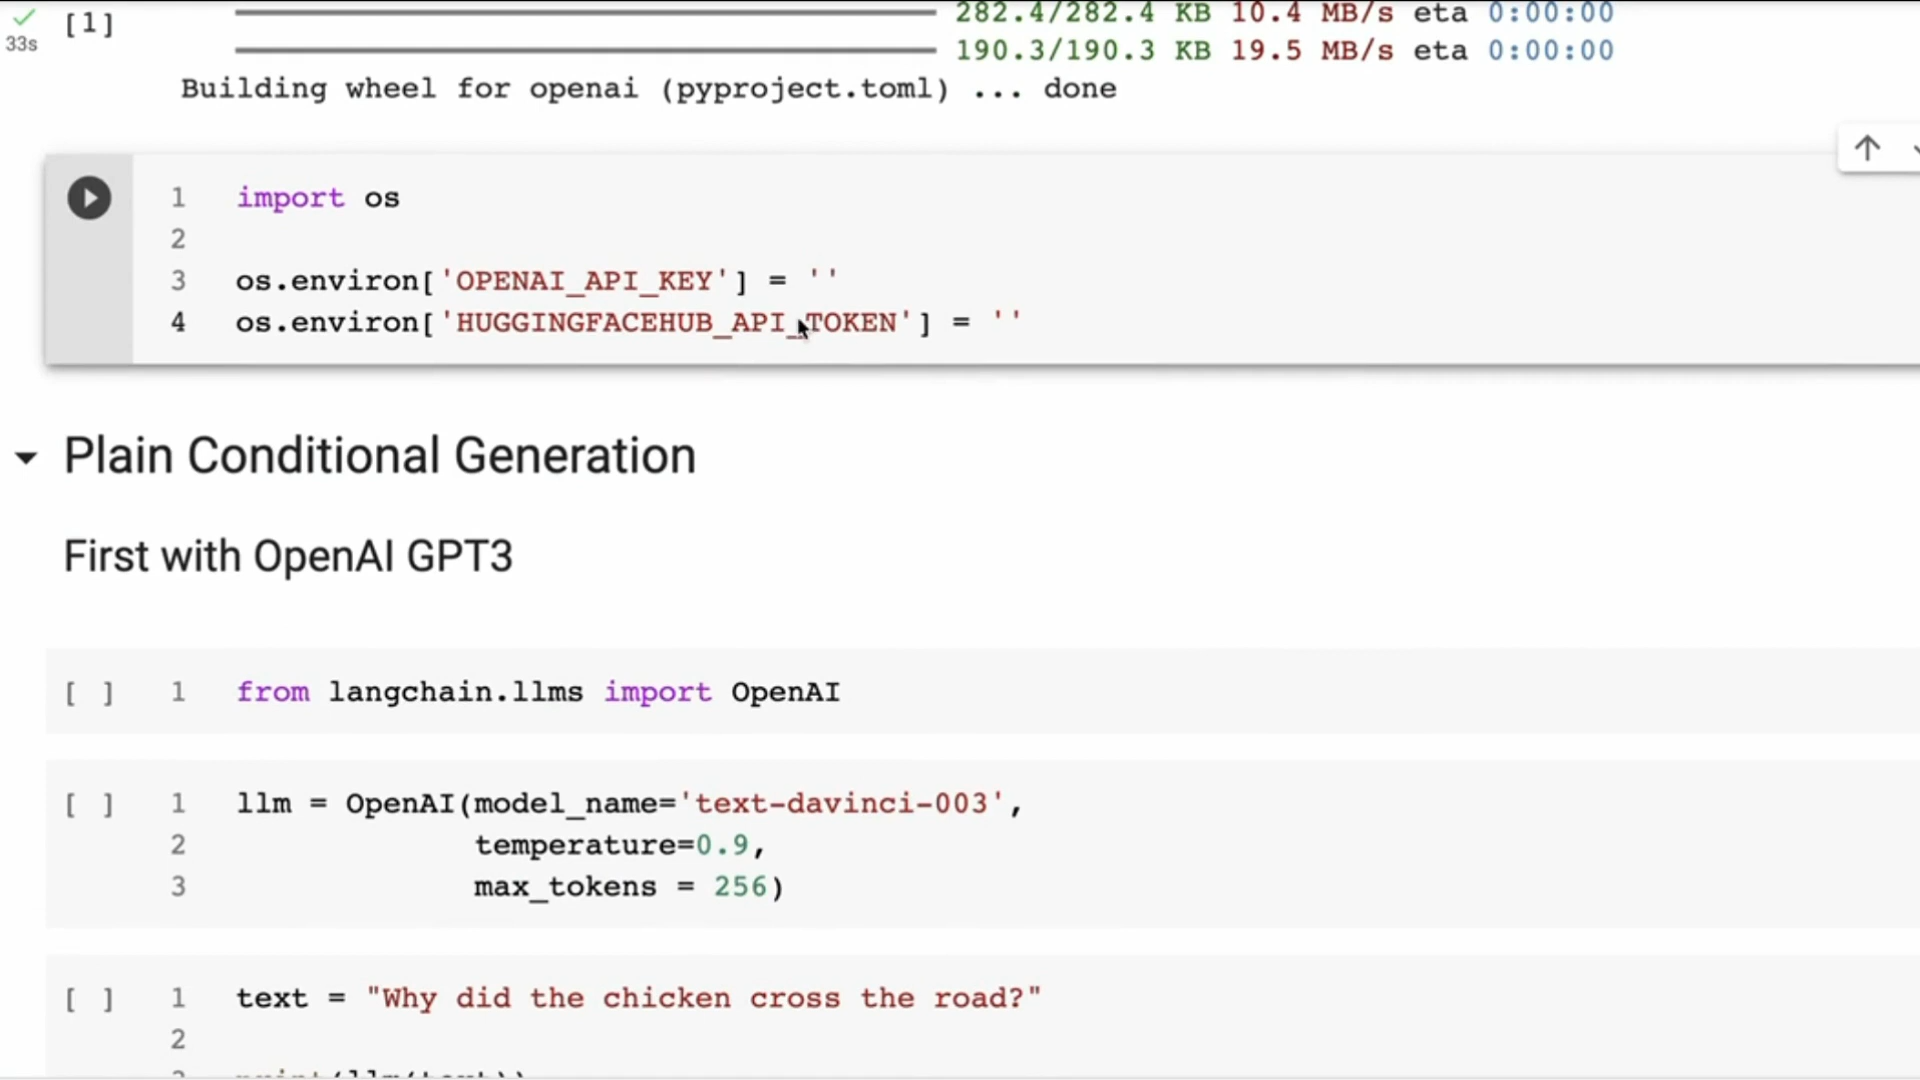 [1] 282.4/282.4 KB 10.4 MB/s eta 0:00:00
33s 190.3/190.3 KB 19.5 MB/s eta 0:00:00
Building wheel for openai (pyproject.toml) ... done
1 import os
2
3 os.environ['OPENAI_API_KEY'] = ''
4 os.environ['HUGGINGFACEHUB_API_TOKEN'] = ''
Plain Conditional Generation
First with OpenAI GPT3
[ ] 1 from langchain.llms import OpenAI
[ ] 1 llm = OpenAI(model_name='text-davinci-003',
2 temperature=0.9,
3 max_tokens = 256)
[ ] 1 text = "Why did the chicken cross the road?"
2
3 print(llm(text))